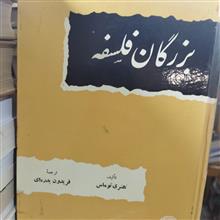 بزرگان فلسفه
تألیف
هنری توماس
ترجمهٔ
فریدون بدره‌ای